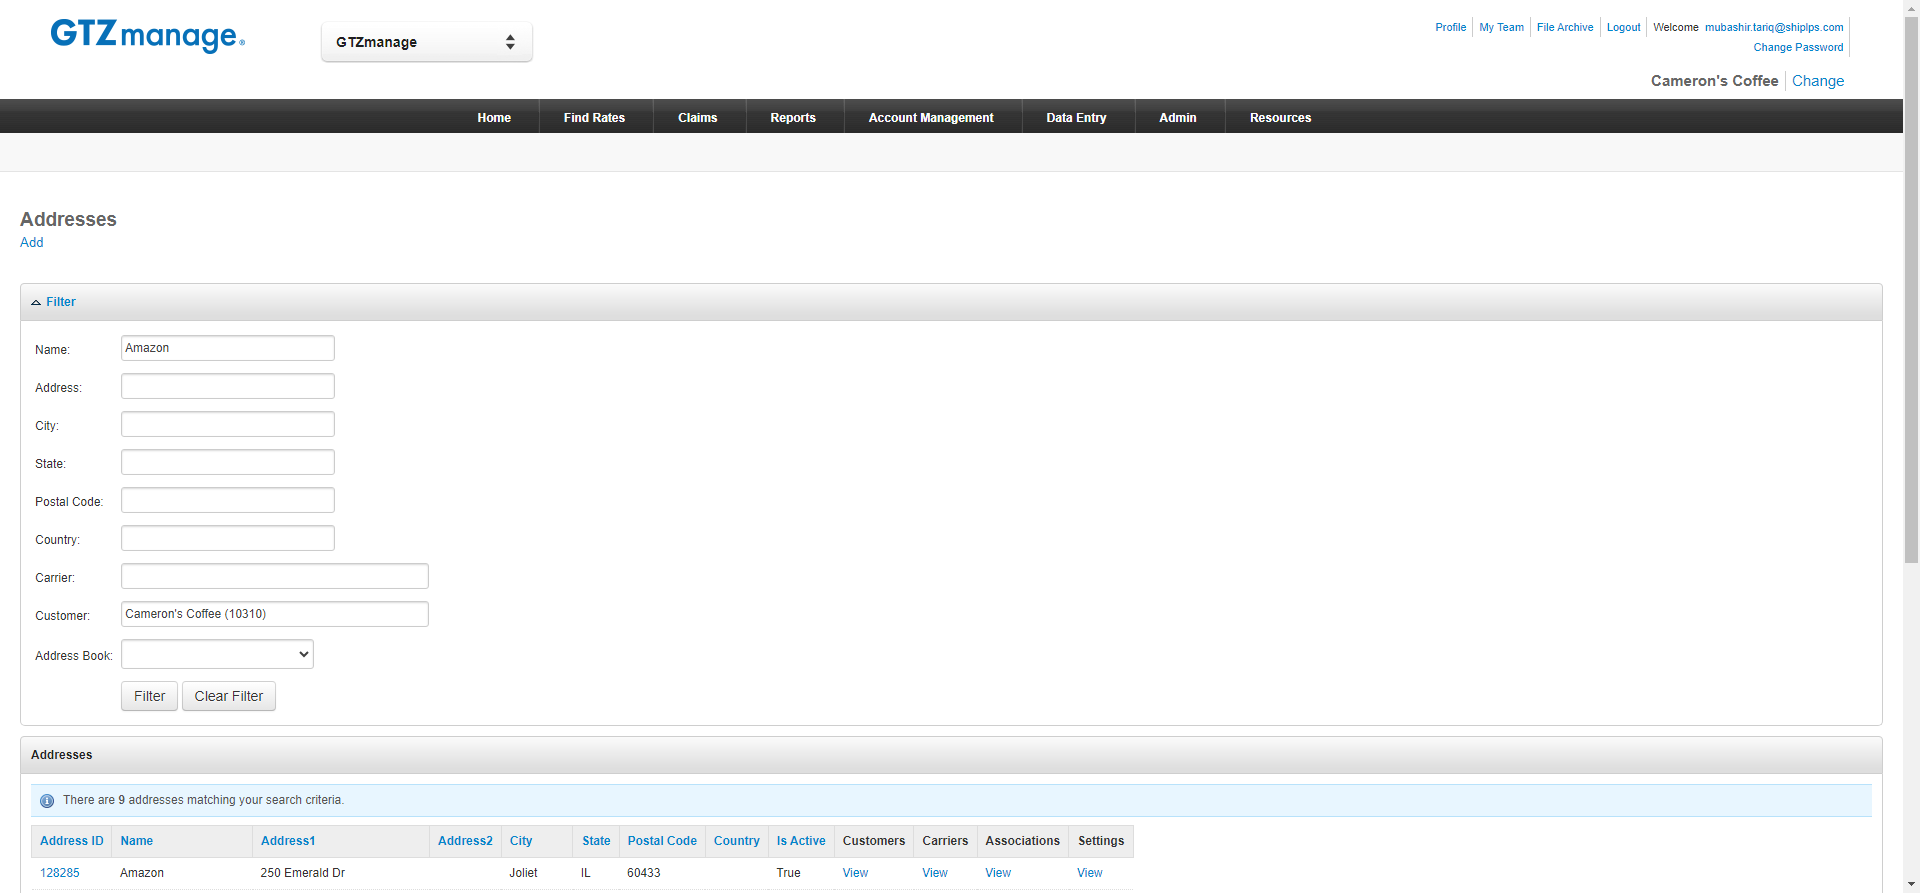 GTZmanage®
GTZmanage
Profile My Team File Archive Logout Welcome mubashir.tariq@shiplps.com
Change Password
Cameron's Coffee Change
Home Find Rates Claims Reports Account Management Data Entry Admin Resources
Addresses
Add
Filter
Name: Amazon
Address:
City:
State:
Postal Code:
Country:
Carrier:
Customer: Cameron's Coffee (10310)
Address Book:
Filter Clear Filter
Addresses
There are 9 addresses matching your search criteria.
Address ID Name Address1 Address2 City State Postal Code Country Is Active Customers Carriers Associations Settings
128285 Amazon 250 Emerald Dr Joliet IL 60433 True View View View View